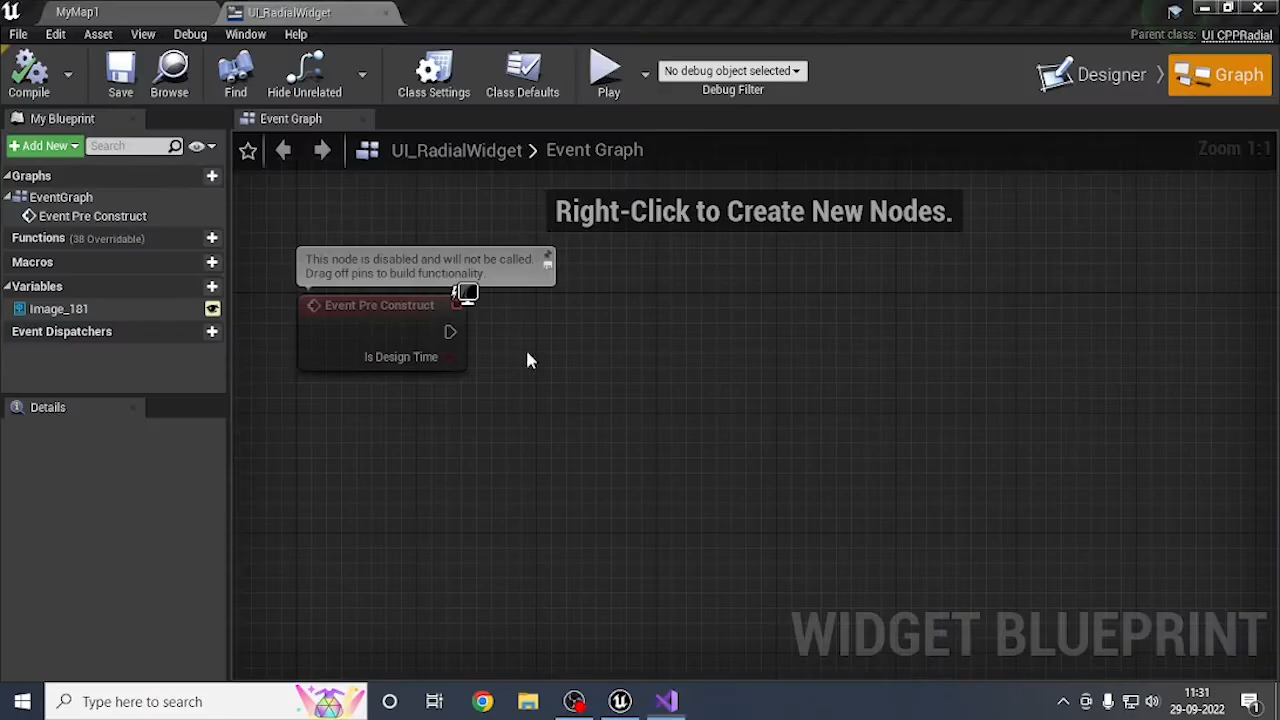 MyMap1
UI_RadialWidget
File Edit Asset View Debug Window Help
Parent class: UI CPPRadial
Compile
Save
Browse
Find
Hide Unrelated
Class Settings
Class Defaults
Play
No debug object selected
Debug Filter
Designer
Graph
My Blueprint
Event Graph
Add New
Search
UI_RadialWidget > Event Graph
Zoom 1:1
Graphs
EventGraph
Event Pre Construct
Functions (38 Overridable)
Macros
Variables
Image_181
Event Dispatchers
Details
Right-Click to Create New Nodes.
This node is disabled and will not be called.
Drag off pins to build functionality.
Event Pre Construct
Is Design Time
WIDGET BLUEPRINT
Type here to search
11:31
29-09-2022
1